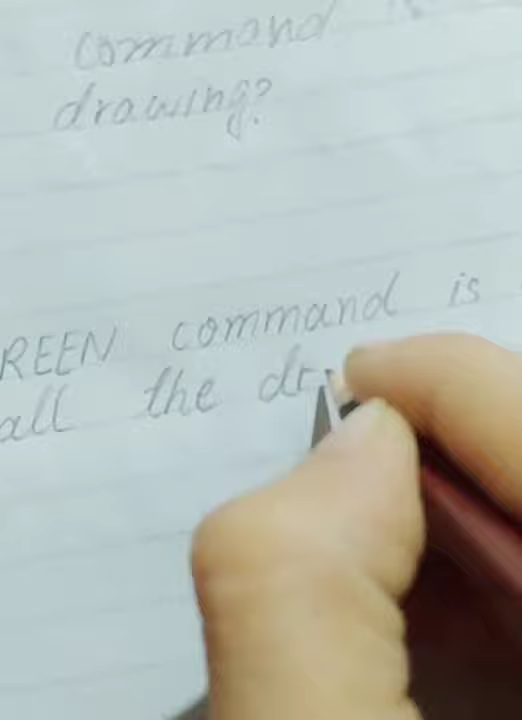 command
drawing?
REEN command is
all the dr